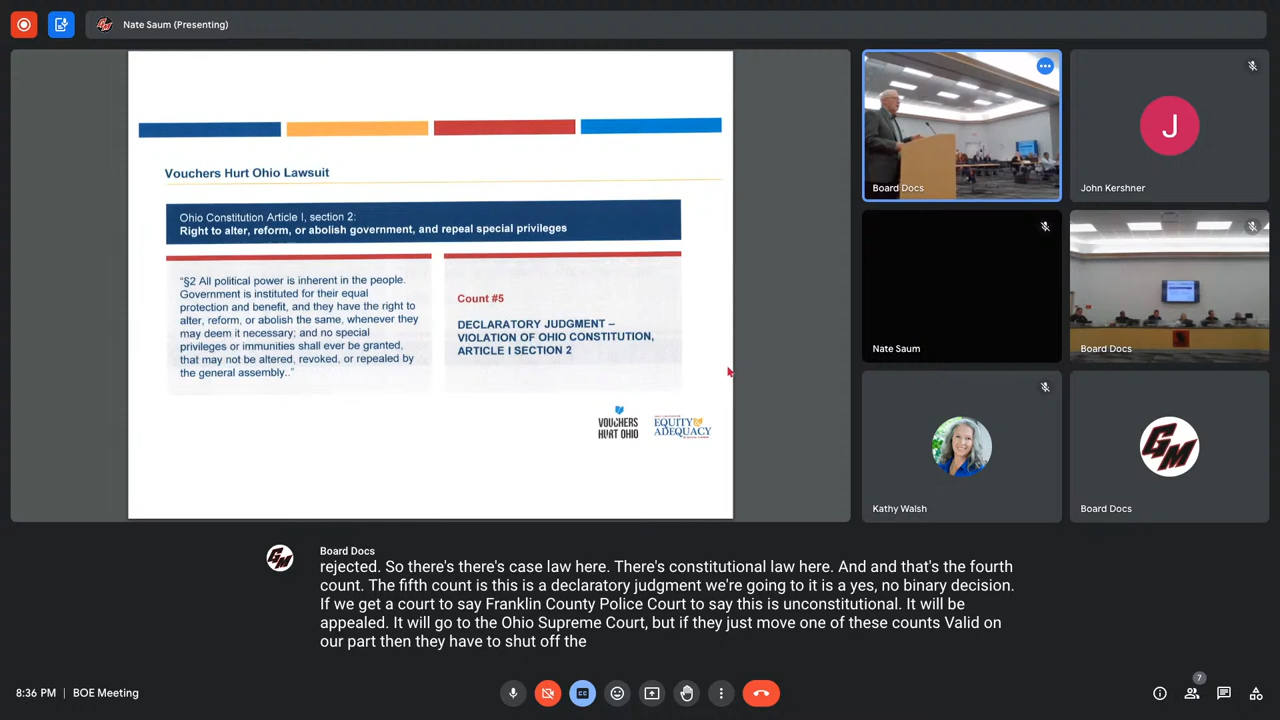 Nate Saum (Presenting)
Vouchers Hurt Ohio Lawsuit
Ohio Constitution Article I, section 2:
Right to alter, reform, or abolish government, and repeal special privileges
“§2 All political power is inherent in the people.
Government is instituted for their equal
protection and benefit, and they have the right to
alter, reform, or abolish the same, whenever they
may deem it necessary; and no special
privileges or immunities shall ever be granted,
that may not be altered, revoked, or repealed by
the general assembly..”
Count #5
DECLARATORY JUDGMENT –
VIOLATION OF OHIO CONSTITUTION,
ARTICLE I SECTION 2
VOUCHERS
HURT OHIO
EQUITY
ADEQUACY
Board Docs
J
John Kershner
Nate Saum
Board Docs
Kathy Walsh
GM
Board Docs
Board Docs
rejected. So there's there's case law here. There's constitutional law here. And and that's the fourth
count. The fifth count is this is a declaratory judgment we're going to it is a yes, no binary decision.
If we get a court to say Franklin County Police Court to say this is unconstitutional. It will be
appealed. It will go to the Ohio Supreme Court, but if they just move one of these counts Valid on
our part then they have to shut off the
8:36 PM | BOE Meeting
CC
7